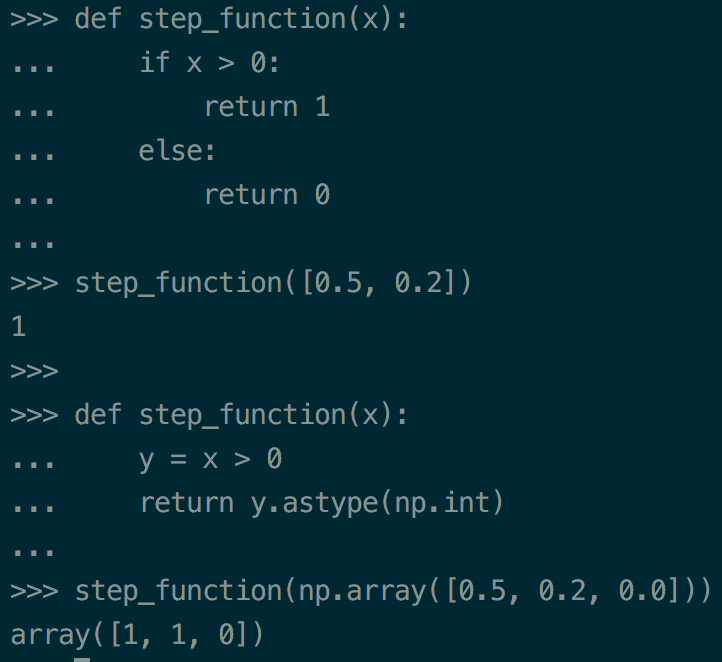 >>> def step_function(x):
...     if x > 0:
...         return 1
...     else:
...         return 0
...
>>> step_function([0.5, 0.2])
1
>>>
>>> def step_function(x):
...     y = x > 0
...     return y.astype(np.int)
...
>>> step_function(np.array([0.5, 0.2, 0.0]))
array([1, 1, 0])